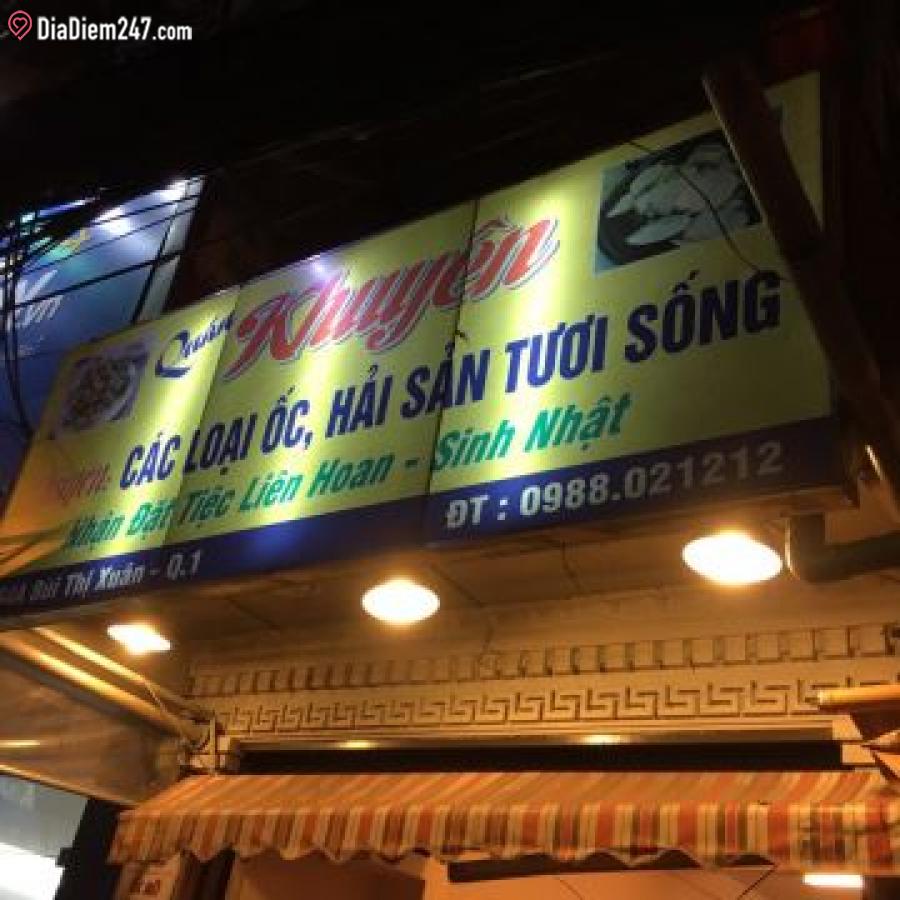 DiaDiem247.com
Quán Khuyên
CÁC LOẠI ỐC, HẢI SẢN TƯƠI SỐNG
Nhận Đặt Tiệc Liên Hoan - Sinh Nhật
ĐT : 0988.021212
Bùi Thị Xuân - Q.1